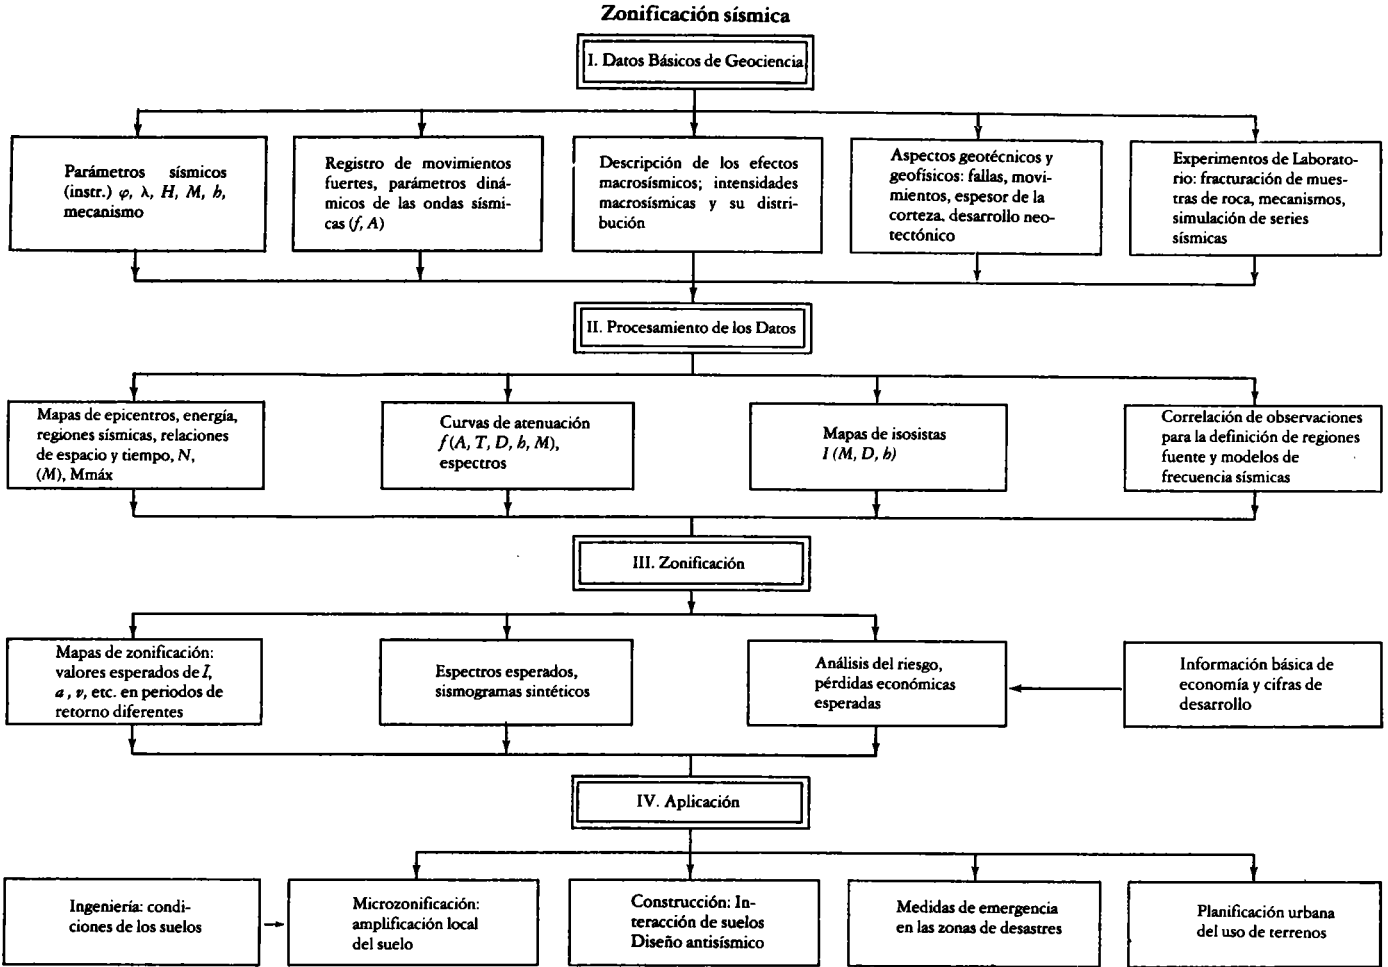 Zonificación sísmica
I. Datos Básicos de Geociencia
Parámetros sísmicos
(instr.) φ, λ, H, M, h,
mecanismo
Registro de movimientos
fuertes, parámetros diná-
micos de las ondas sísmi-
cas (f, A)
Descripción de los efectos
macrosísmicos; intensidades
macrosísmicas y su distri-
bución
Aspectos geotécnicos y
geofísicos: fallas, movi-
mientos, espesor de la
corteza, desarrollo neo-
tectónico
Experimentos de Laborato-
rio: fracturación de mues-
tras de roca, mecanismos,
simulación de series
sísmicas
II. Procesamiento de los Datos
Mapas de epicentros, energía,
regiones sísmicas, relaciones
de espacio y tiempo, N,
(M), Mmáx
Curvas de atenuación
f (A, T, D, h, M),
espectros
Mapas de isosistas
I (M, D, h)
Correlación de observaciones
para la definición de regiones
fuente y modelos de
frecuencia sísmicas
III. Zonificación
Mapas de zonificación:
valores esperados de I,
a, v, etc. en periodos de
retorno diferentes
Espectros esperados,
sismogramas sintéticos
Análisis del riesgo,
pérdidas económicas
esperadas
Información básica de
economía y cifras de
desarrollo
IV. Aplicación
Ingeniería: condi-
ciones de los suelos
Microzonificación:
amplificación local
del suelo
Construcción: In-
teracción de suelos
Diseño antisísmico
Medidas de emergencia
en las zonas de desastres
Planificación urbana
del uso de terrenos